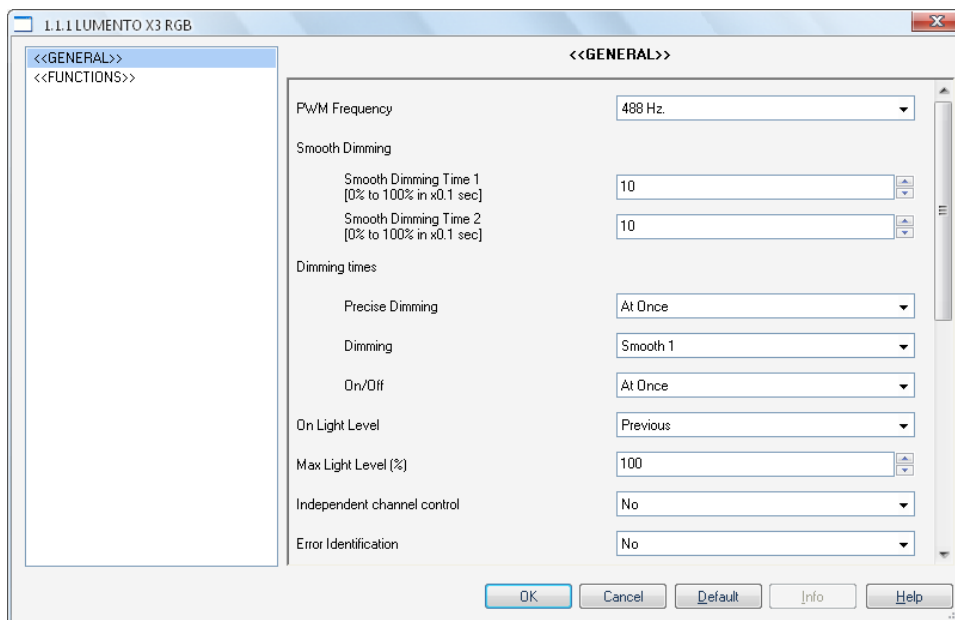 1.1.1 LUMENTO X3 RGB
<<GENERAL>>
<<FUNCTIONS>>
<<GENERAL>>
PWM Frequency 488 Hz.
Smooth Dimming
Smooth Dimming Time 1
[0% to 100% in x0.1 sec] 10
Smooth Dimming Time 2
[0% to 100% in x0.1 sec] 10
Dimming times
Precise Dimming At Once
Dimming Smooth 1
On/Off At Once
On Light Level Previous
Max Light Level (%) 100
Independent channel control No
Error Identification No
OK Cancel Default Info Help